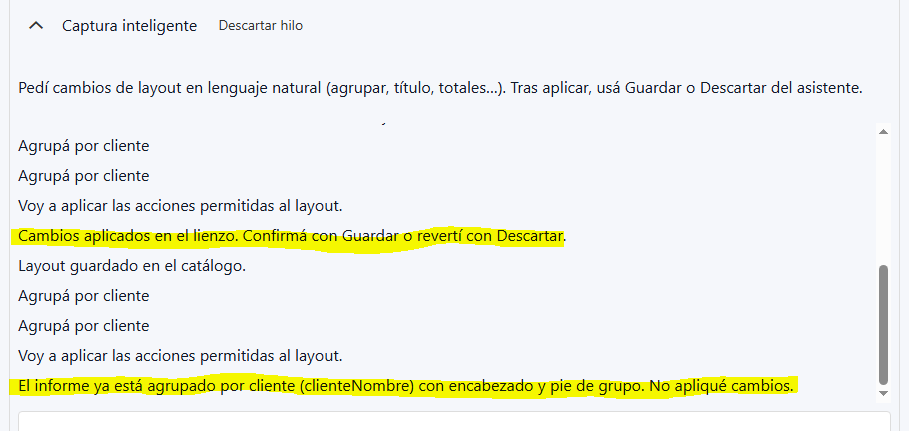 Captura inteligente Descartar hilo
Pedí cambios de layout en lenguaje natural (agrupar, título, totales...). Tras aplicar, usá Guardar o Descartar del asistente.
Agrupá por cliente
Agrupá por cliente
Voy a aplicar las acciones permitidas al layout.
Cambios aplicados en el lienzo. Confirmá con Guardar o revertí con Descartar.
Layout guardado en el catálogo.
Agrupá por cliente
Agrupá por cliente
Voy a aplicar las acciones permitidas al layout.
El informe ya está agrupado por cliente (clienteNombre) con encabezado y pie de grupo. No apliqué cambios.